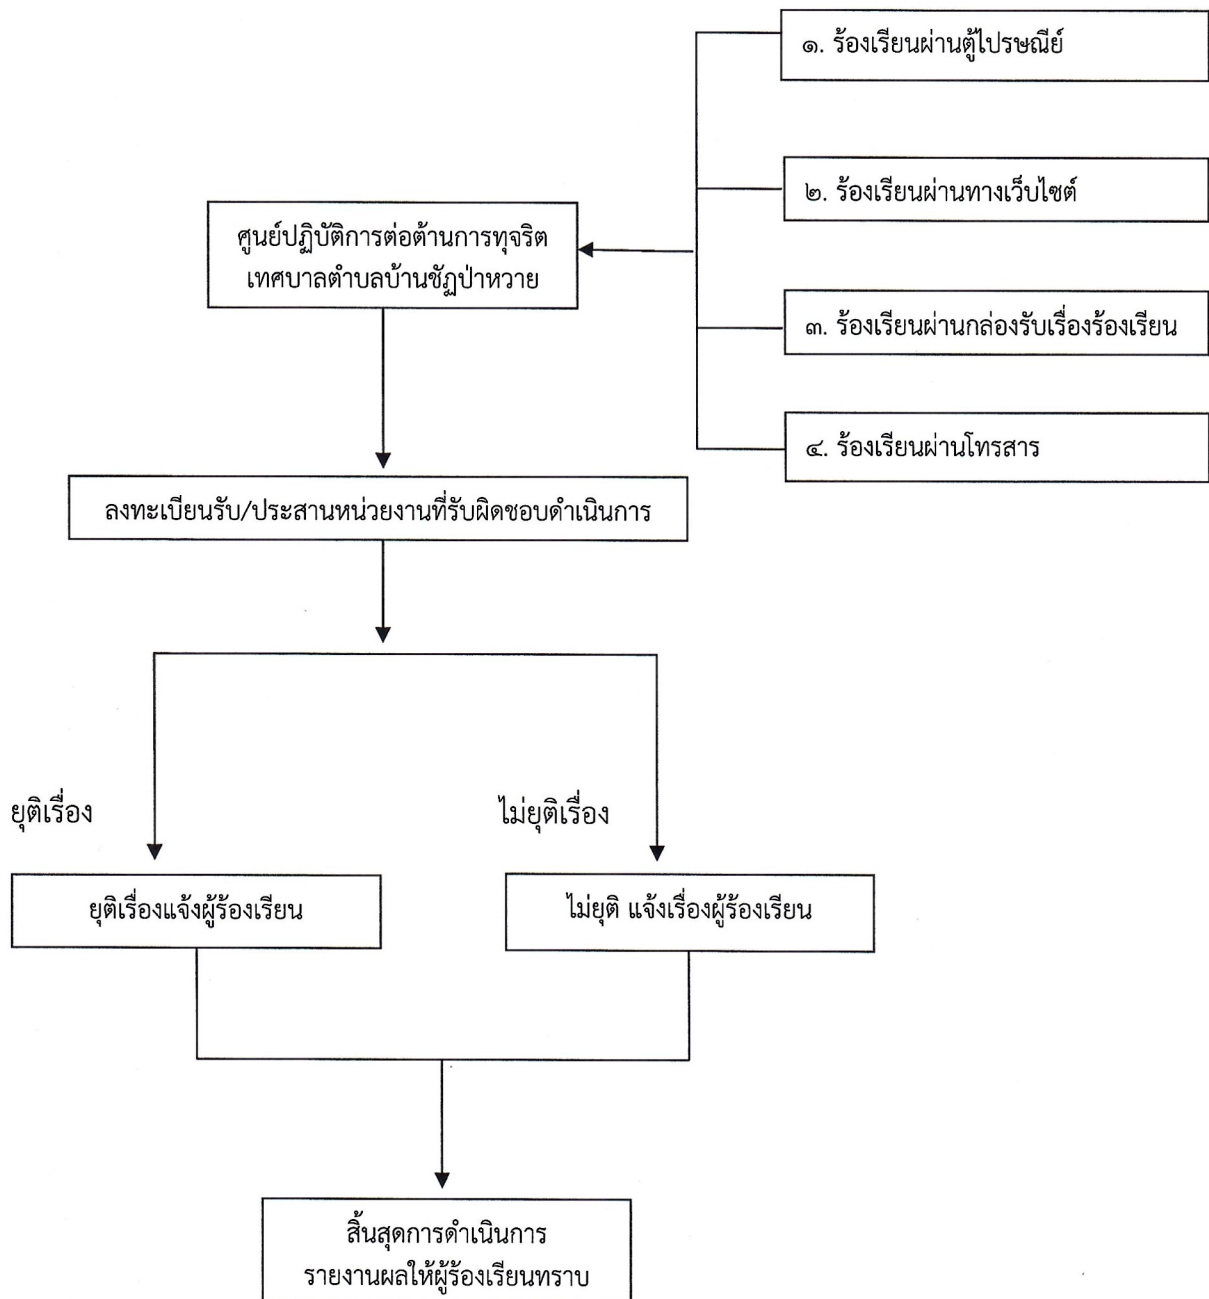 ๑. ร้องเรียนผ่านตู้ไปรษณีย์
๒. ร้องเรียนผ่านทางเว็บไซต์
ศูนย์ปฏิบัติการต่อต้านการทุจริต
เทศบาลตำบลบ้านชัฏป่าหวาย
๓. ร้องเรียนผ่านกล่องรับเรื่องร้องเรียน
๔. ร้องเรียนผ่านโทรสาร
ลงทะเบียนรับ/ประสานหน่วยงานที่รับผิดชอบดำเนินการ
ยุติเรื่อง
ไม่ยุติเรื่อง
ยุติเรื่องแจ้งผู้ร้องเรียน
ไม่ยุติ แจ้งเรื่องผู้ร้องเรียน
สิ้นสุดการดำเนินการ
รายงานผลให้ผู้ร้องเรียนทราบ